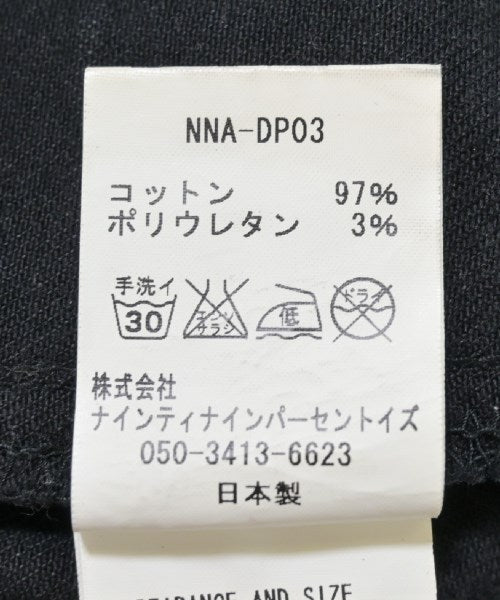 NNA-DP03
コットン 97%
ポリウレタン 3%
手洗イ
30
エンソ
サラシ
低
ドライ
株式会社
ナインティナインパーセントイズ
050-3413-6623
日本製
AND SIZE